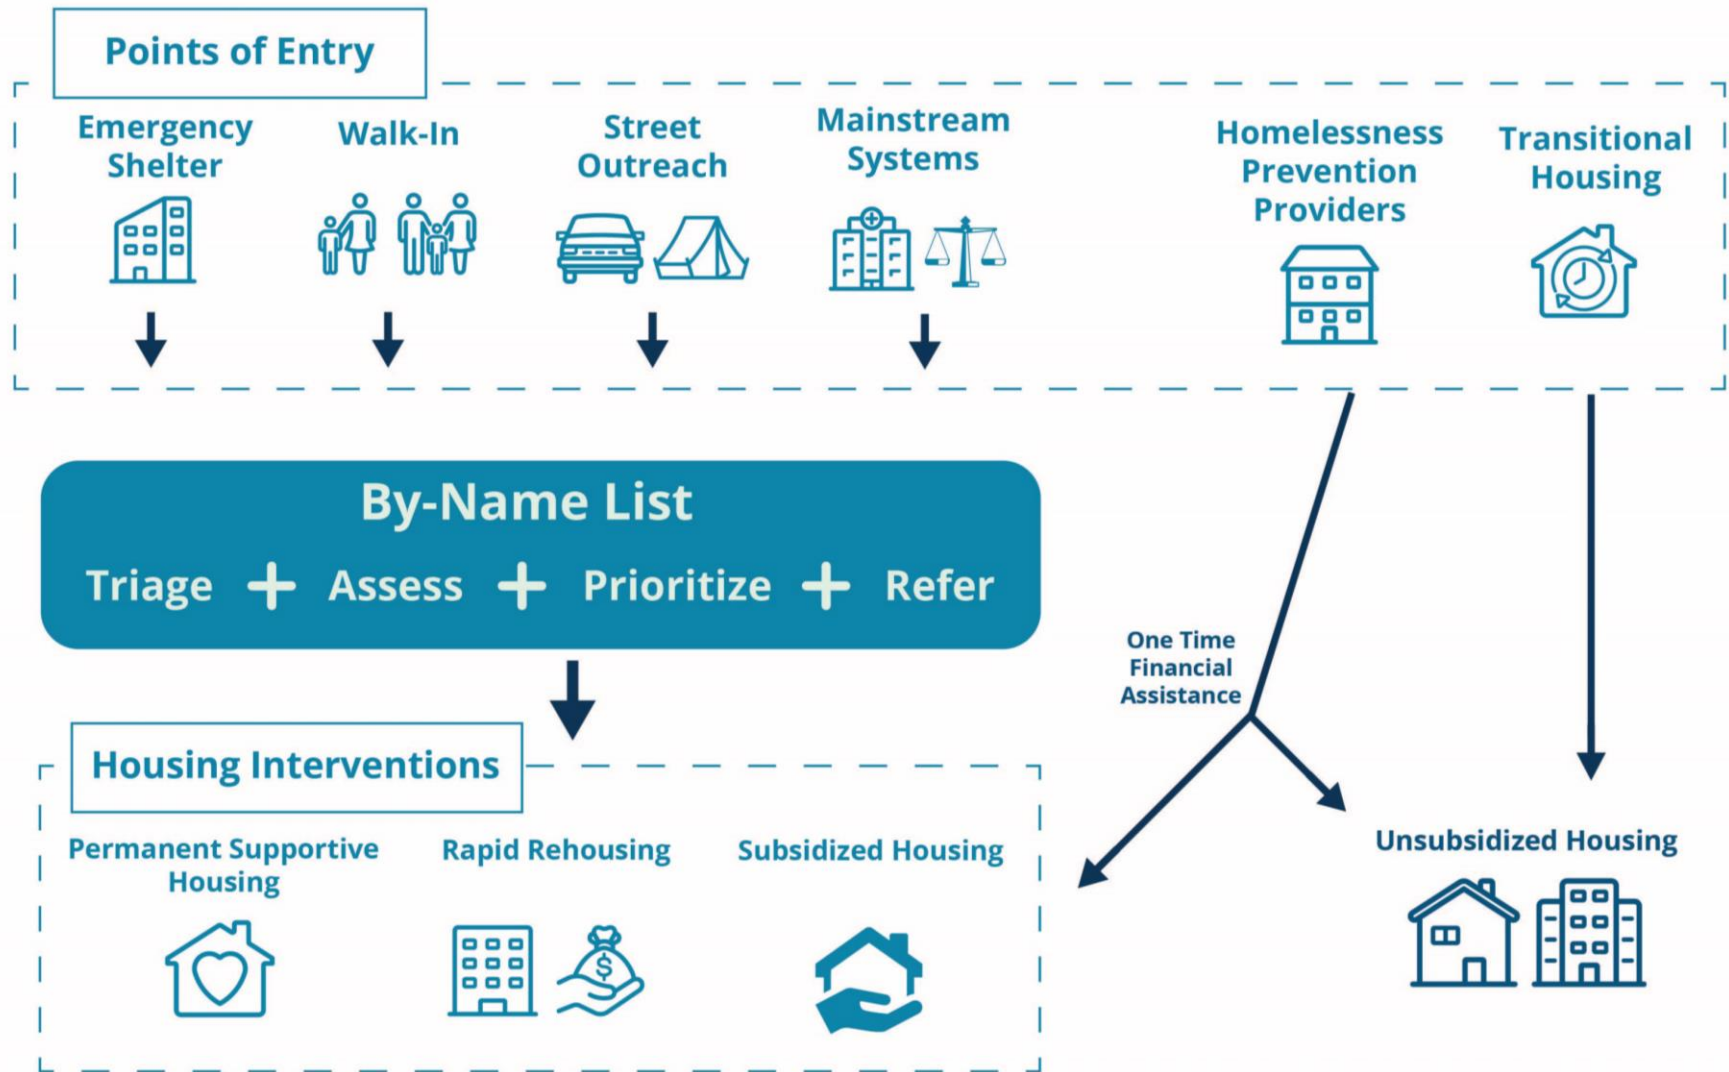 Points of Entry
Emergency
Shelter
Walk-In
Street
Outreach
Mainstream
Systems
Homelessness
Prevention
Providers
Transitional
Housing
By-Name List
Triage + Assess + Prioritize + Refer
One Time
Financial
Assistance
Housing Interventions
Permanent Supportive
Housing
Rapid Rehousing
$
Subsidized Housing
Unsubsidized Housing